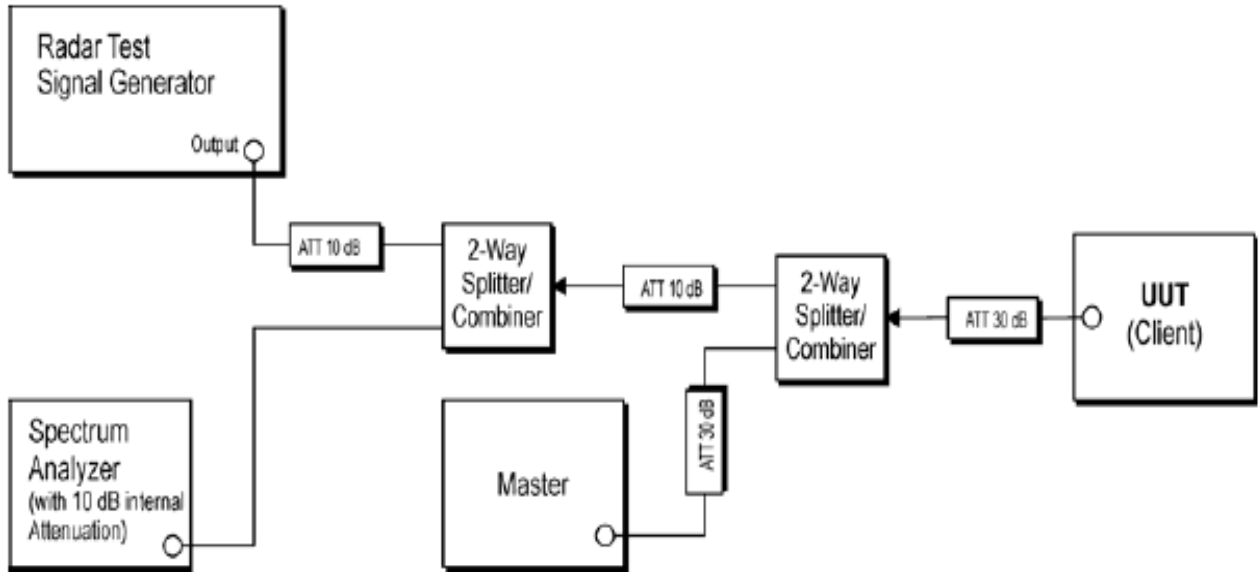 Radar Test
Signal Generator
Output
ATT 10 dB
2-Way
Splitter/
Combiner
ATT 10 dB
2-Way
Splitter/
Combiner
ATT 30 dB
UUT
(Client)
ATT 30 dB
Spectrum
Analyzer
(with 10 dB internal
Attenuation)
Master